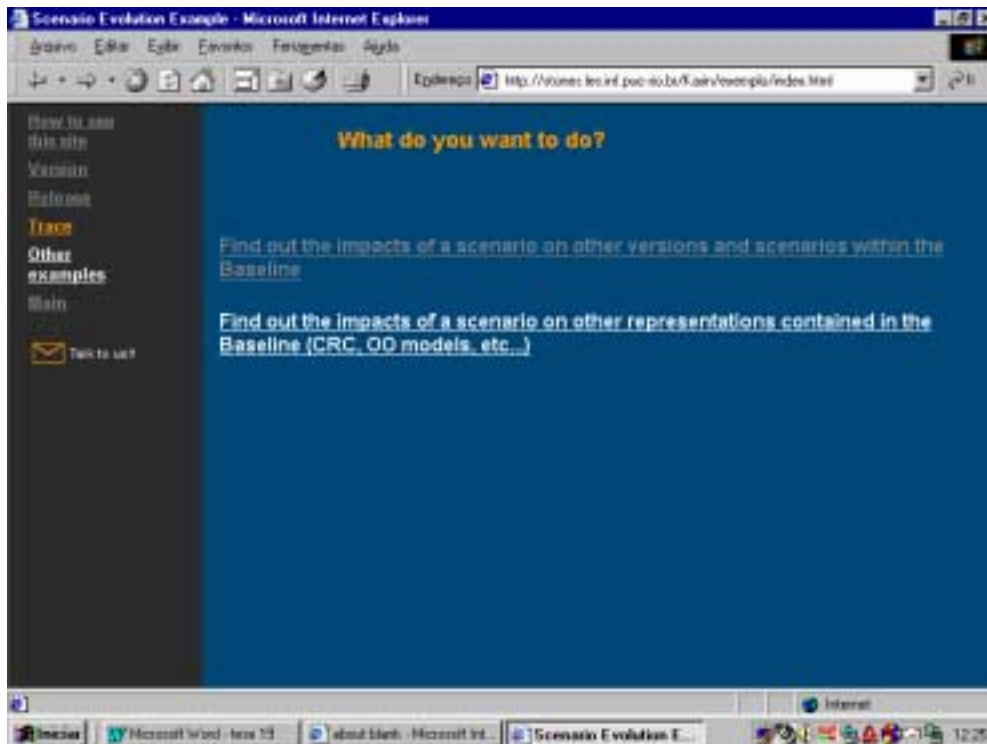 Scenario Evolution Example - Microsoft Internet Explorer
Arquivo Editar Exibir Favoritos Ferramentas Ajuda
Endereço
How to use
this site
Version
Release
Trace
Other
examples
Main
Talk to us!!
What do you want to do?
Find out the impacts of a scenario on other versions and scenarios within the
Baseline
Find out the impacts of a scenario on other representations contained in the
Baseline (CRC, OO models, etc...)
Internet
Iniciar
Microsoft Word - tese
about:blank - Microsoft Int...
Scenario Evolution E...
12:25